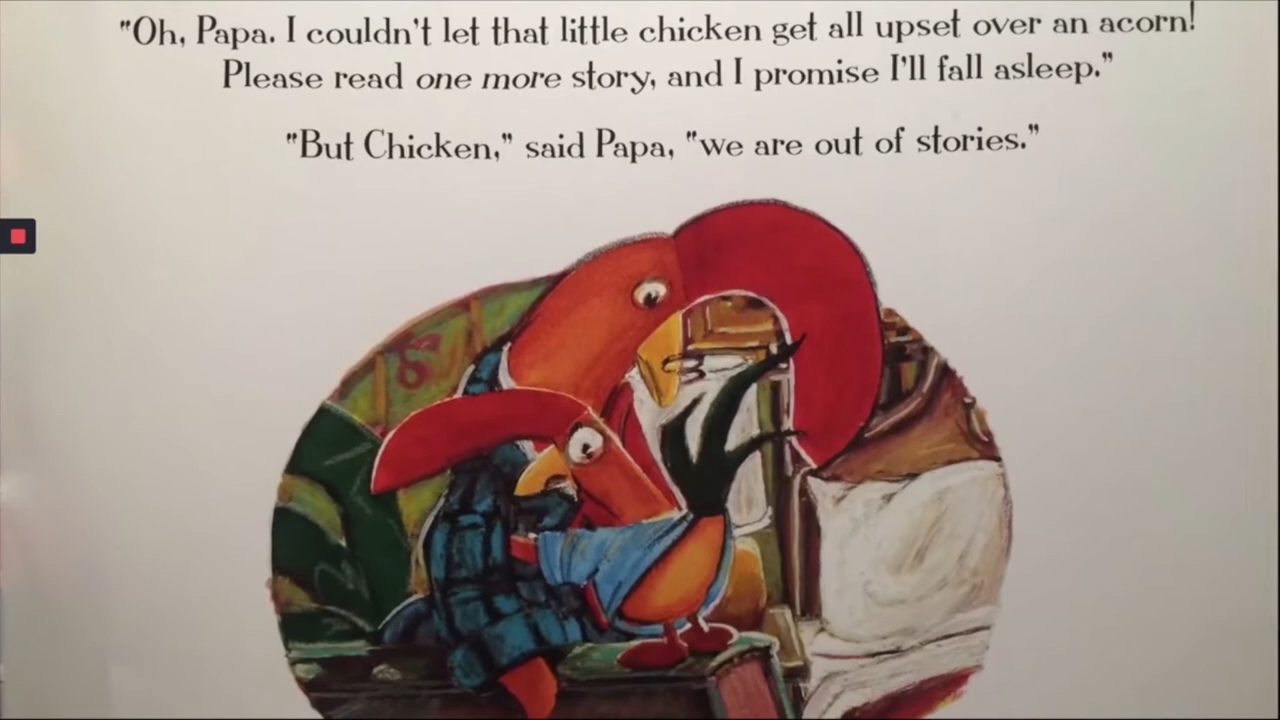 "Oh, Papa. I couldn't let that little chicken get all upset over an acorn!
Please read one more story, and I promise I'll fall asleep."
"But Chicken," said Papa, "we are out of stories."